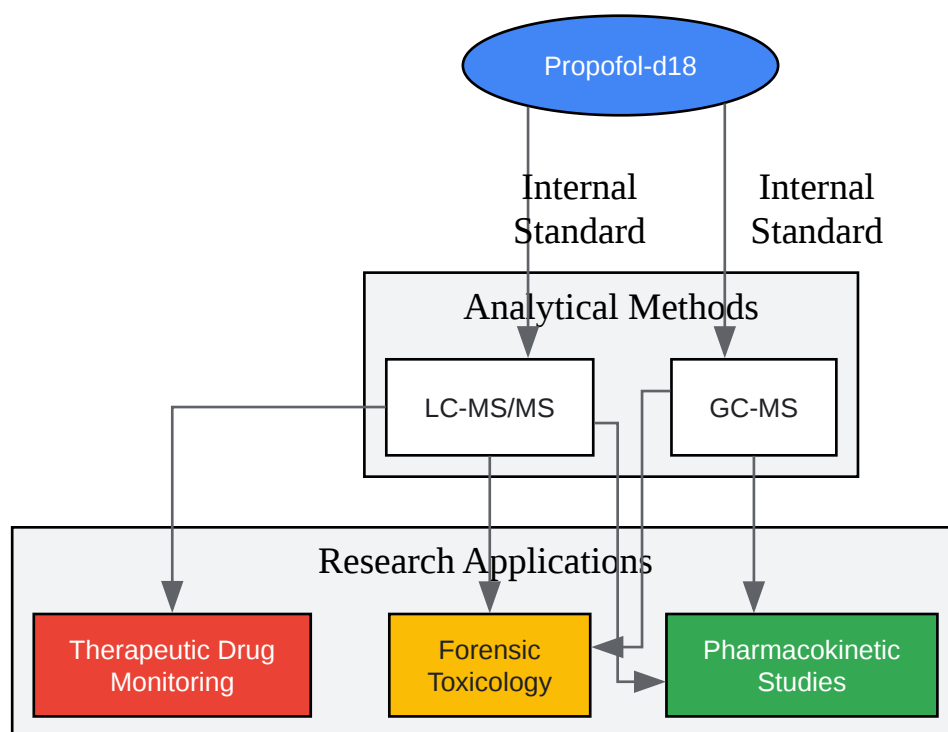 Propofol-d18
Internal
Standard
Internal
Standard
Analytical Methods
LC-MS/MS
GC-MS
Research Applications
Therapeutic Drug
Monitoring
Forensic
Toxicology
Pharmacokinetic
Studies